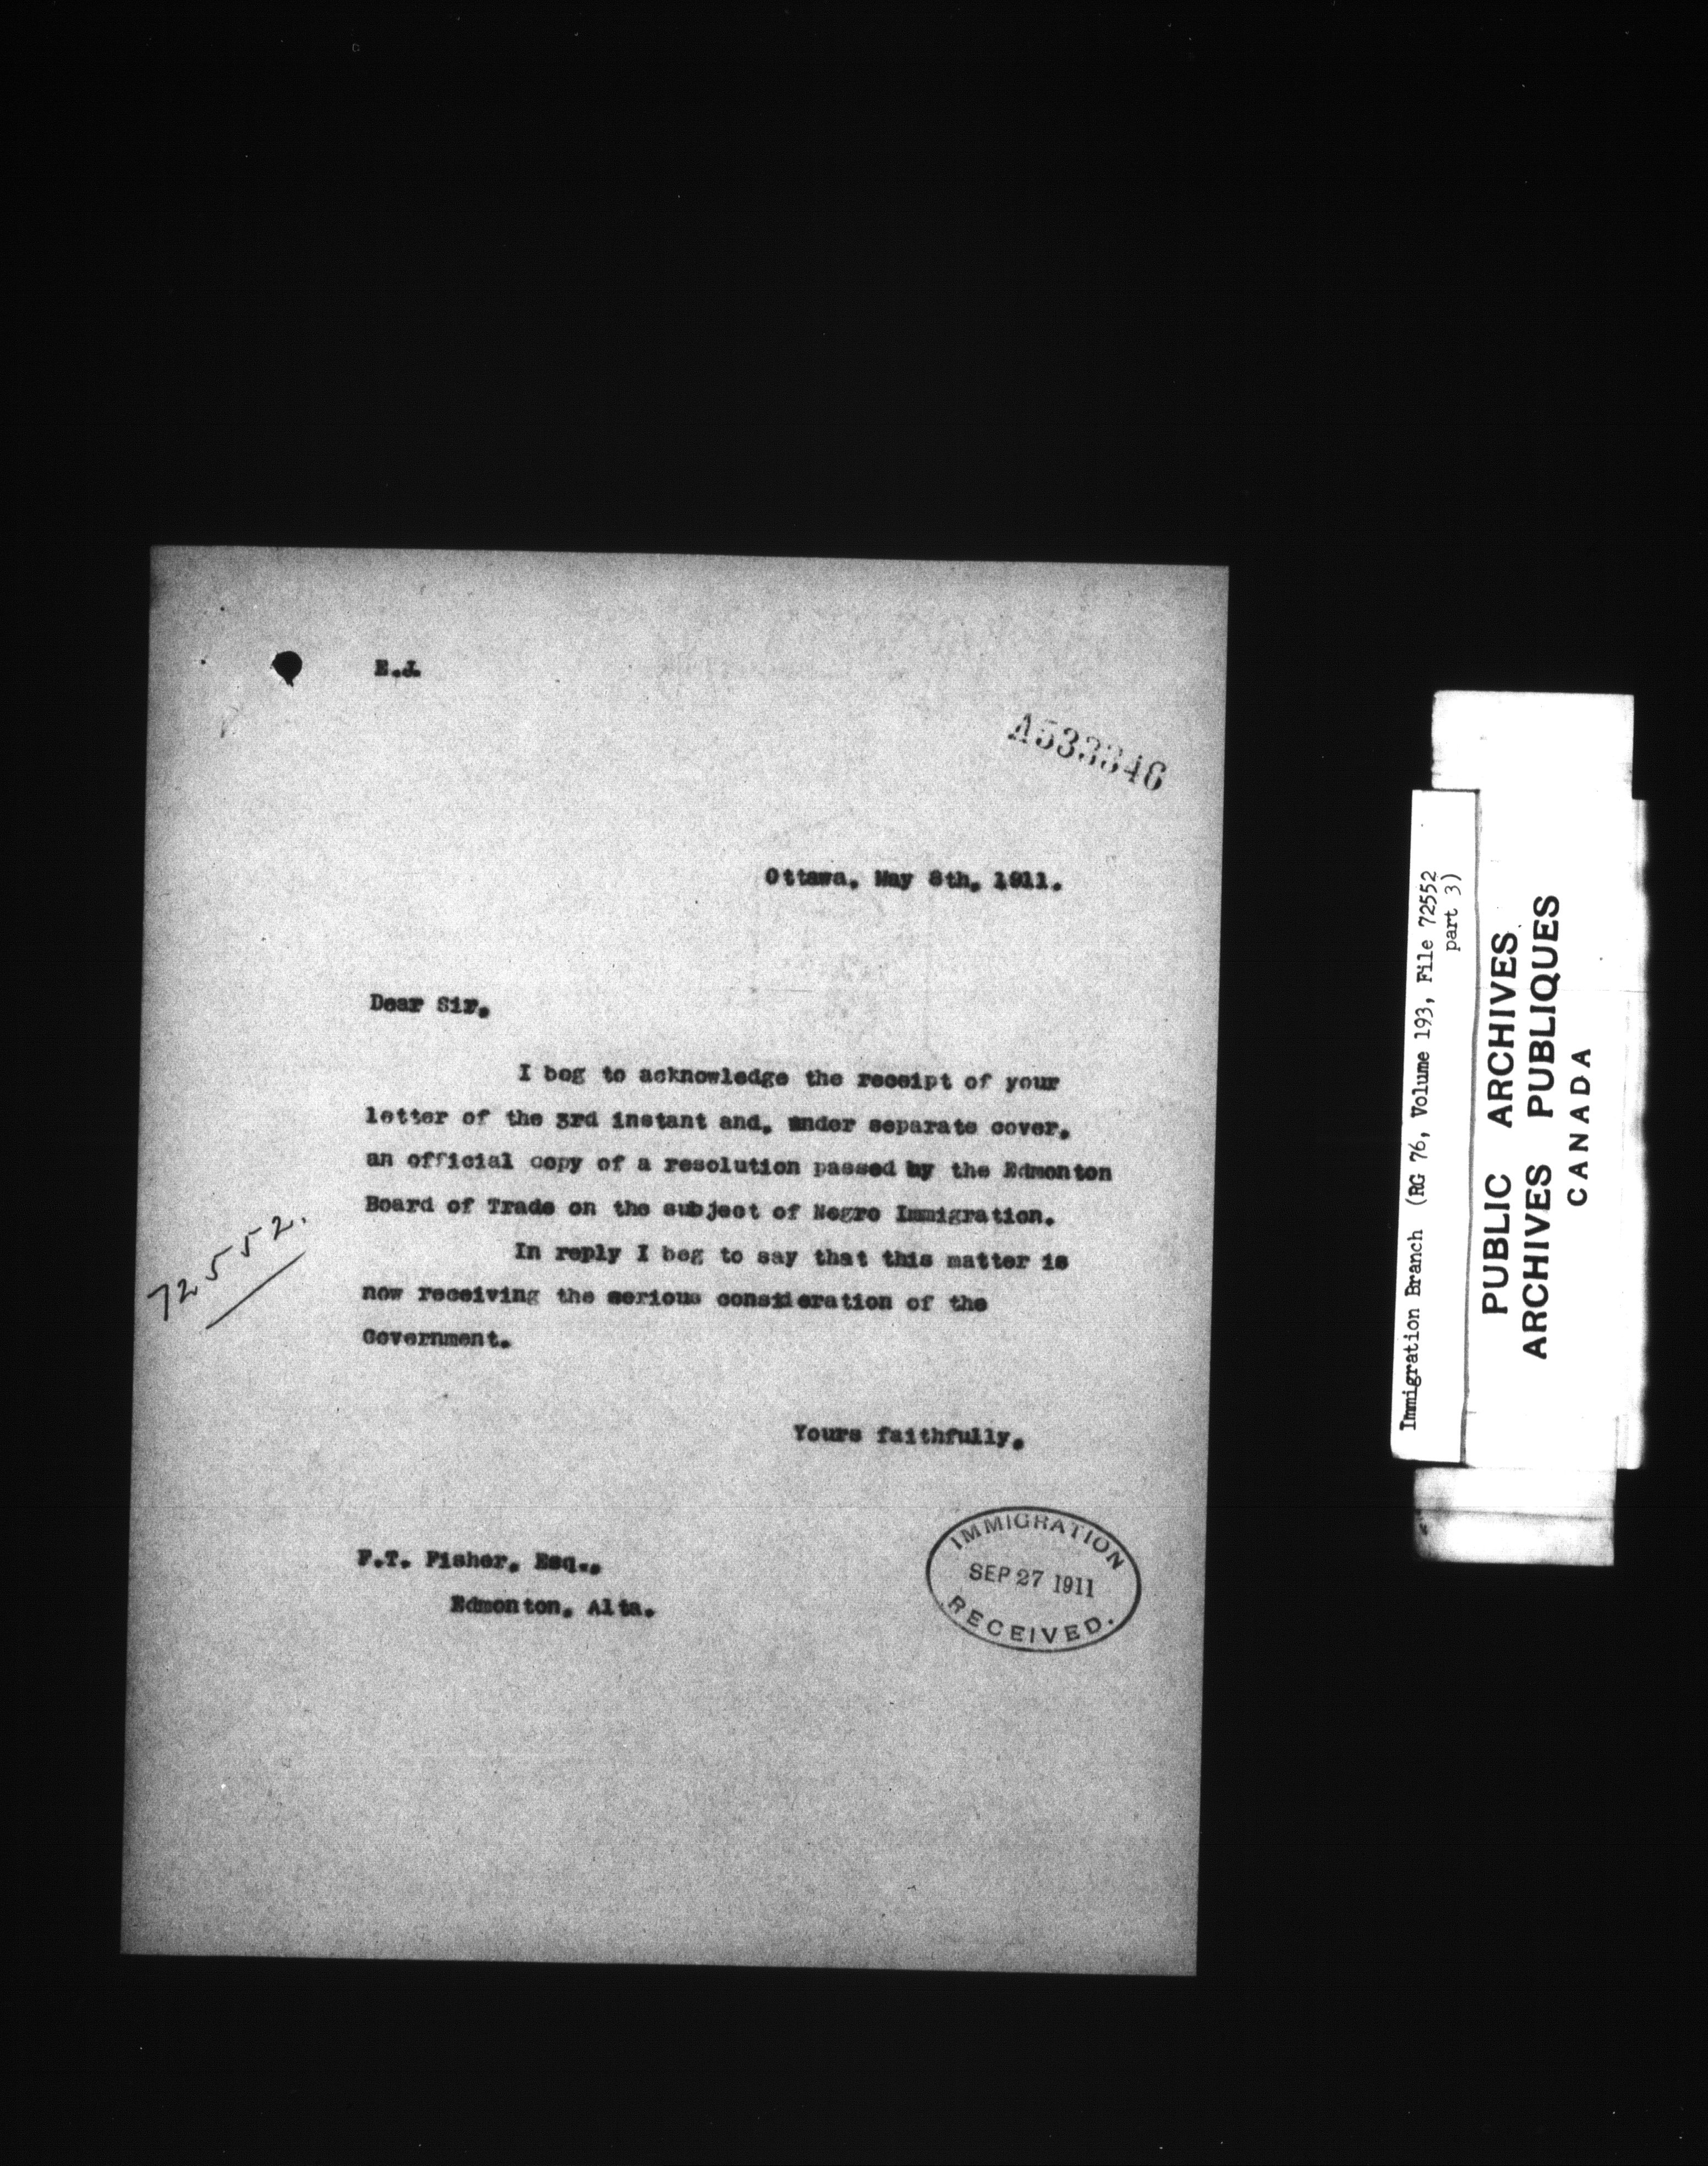 E.J.
A533346
Ottawa, May 8th, 1911.
Dear Sir,
I beg to acknowledge the receipt of your
letter of the 3rd instant and, under separate cover,
an official copy of a resolution passed by the Edmonton
Board of Trade on the subject of Negro Immigration.
72552.
In reply I beg to say that this matter is
now receiving the serious consideration of the
Government.
Yours faithfully,
F.T. Fisher, Esq.,
Edmonton, Alta.
IMMIGRATION
SEP 27 1911
RECEIVED.
Immigration Branch (RG 76, Volume 193, File 72552
part 3)
PUBLIC ARCHIVES
ARCHIVES PUBLIQUES
CANADA